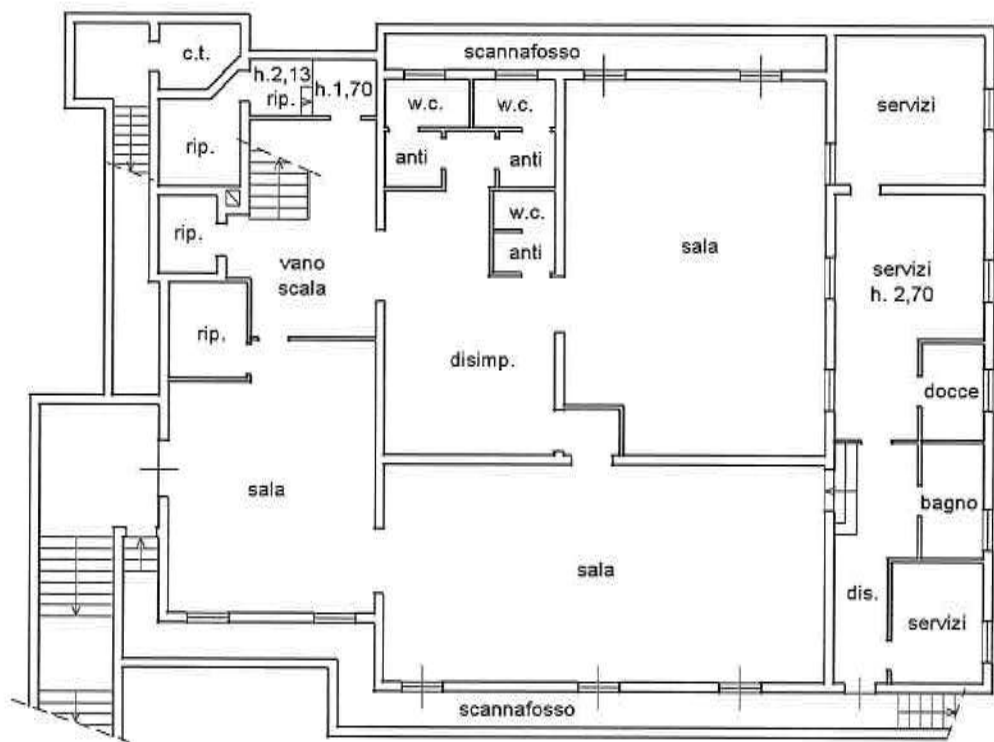 scannafosso
c.t.
h.2,13
rip.
h.1,70
w.c.
w.c.
servizi
rip.
anti
anti
w.c.
rip.
anti
sala
vano
scala
servizi
h. 2,70
rip.
disimp.
docce
sala
bagno
sala
dis.
servizi
scannafosso